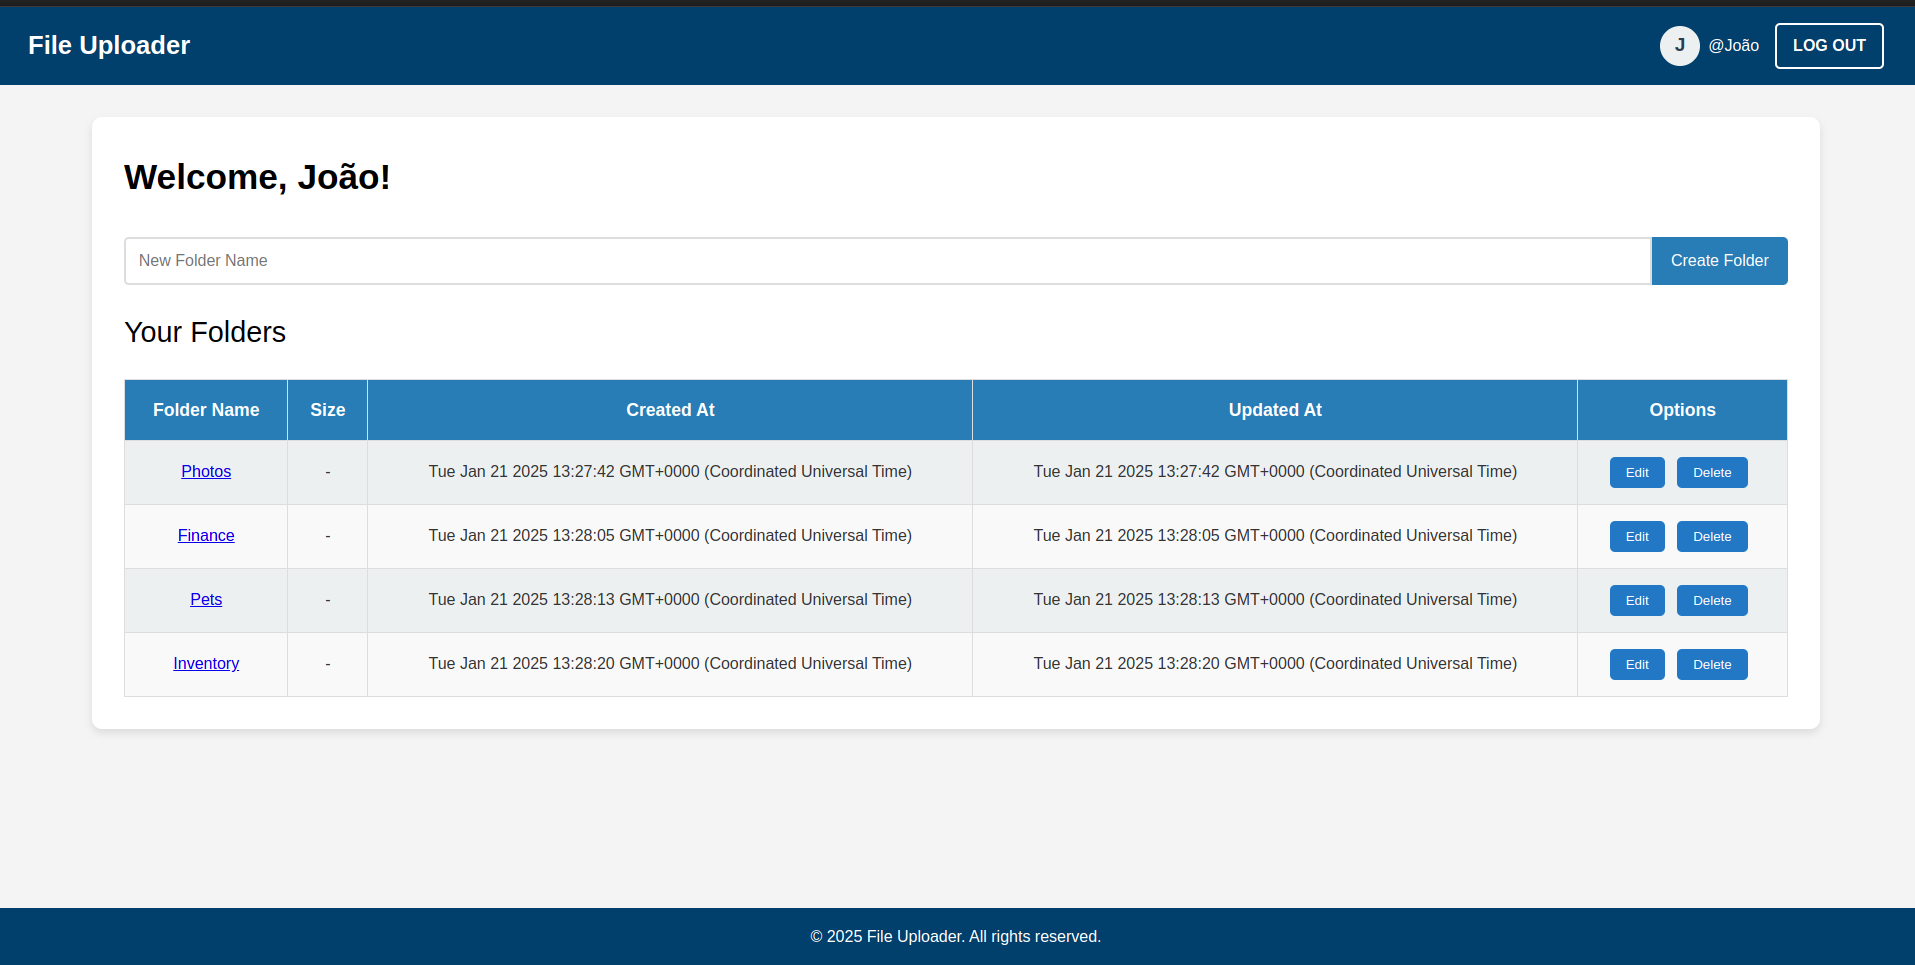 File Uploader
J @João LOG OUT
Welcome, João!
New Folder Name Create Folder
Your Folders
Folder Name Size Created At Updated At Options
Photos - Tue Jan 21 2025 13:27:42 GMT+0000 (Coordinated Universal Time) Tue Jan 21 2025 13:27:42 GMT+0000 (Coordinated Universal Time) Edit Delete
Finance - Tue Jan 21 2025 13:28:05 GMT+0000 (Coordinated Universal Time) Tue Jan 21 2025 13:28:05 GMT+0000 (Coordinated Universal Time) Edit Delete
Pets - Tue Jan 21 2025 13:28:13 GMT+0000 (Coordinated Universal Time) Tue Jan 21 2025 13:28:13 GMT+0000 (Coordinated Universal Time) Edit Delete
Inventory - Tue Jan 21 2025 13:28:20 GMT+0000 (Coordinated Universal Time) Tue Jan 21 2025 13:28:20 GMT+0000 (Coordinated Universal Time) Edit Delete
© 2025 File Uploader. All rights reserved.